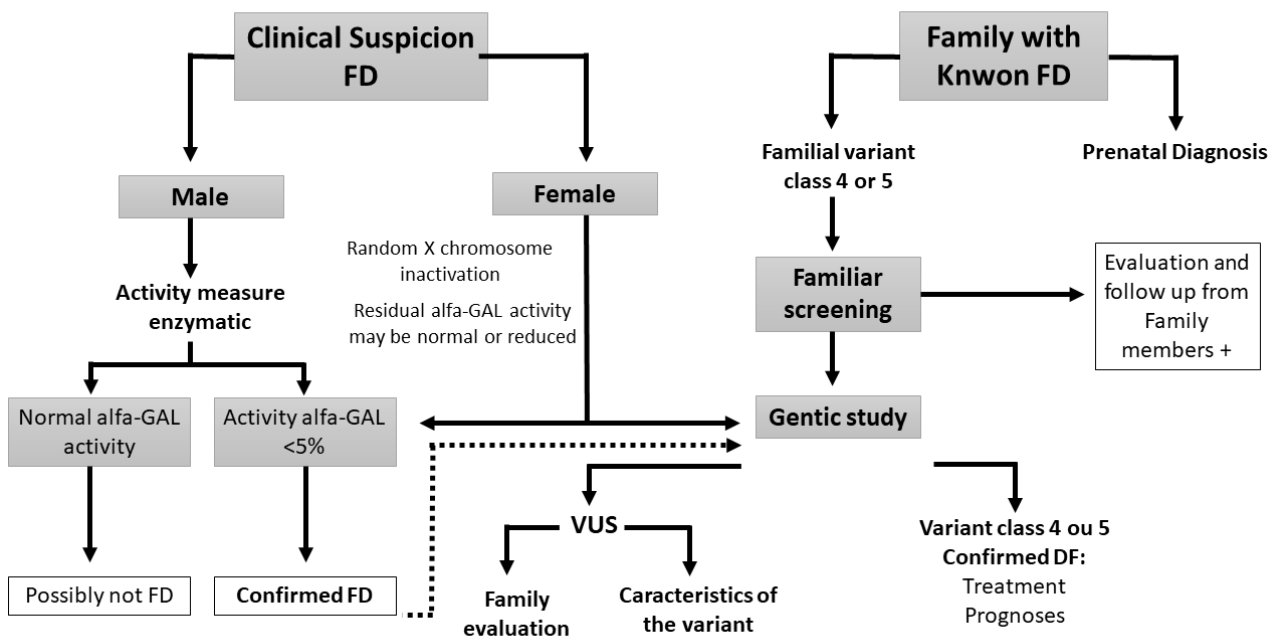 Clinical Suspicion
FD
Family with
Knwon FD
Familial variant
class 4 or 5
Prenatal Diagnosis
Male
Female
Random X chromosome
inactivation
Residual alfa-GAL activity
may be normal or reduced
Activity measure
enzymatic
Familiar
screening
Evaluation and
follow up from
Family
members +
Normal alfa-GAL
activity
Activity alfa-GAL
<5%
Gentic study
VUS
Variant class 4 ou 5
Confirmed DF:
Treatment
Prognoses
Possibly not FD
Confirmed FD
Family
evaluation
Caracteristics of
the variant